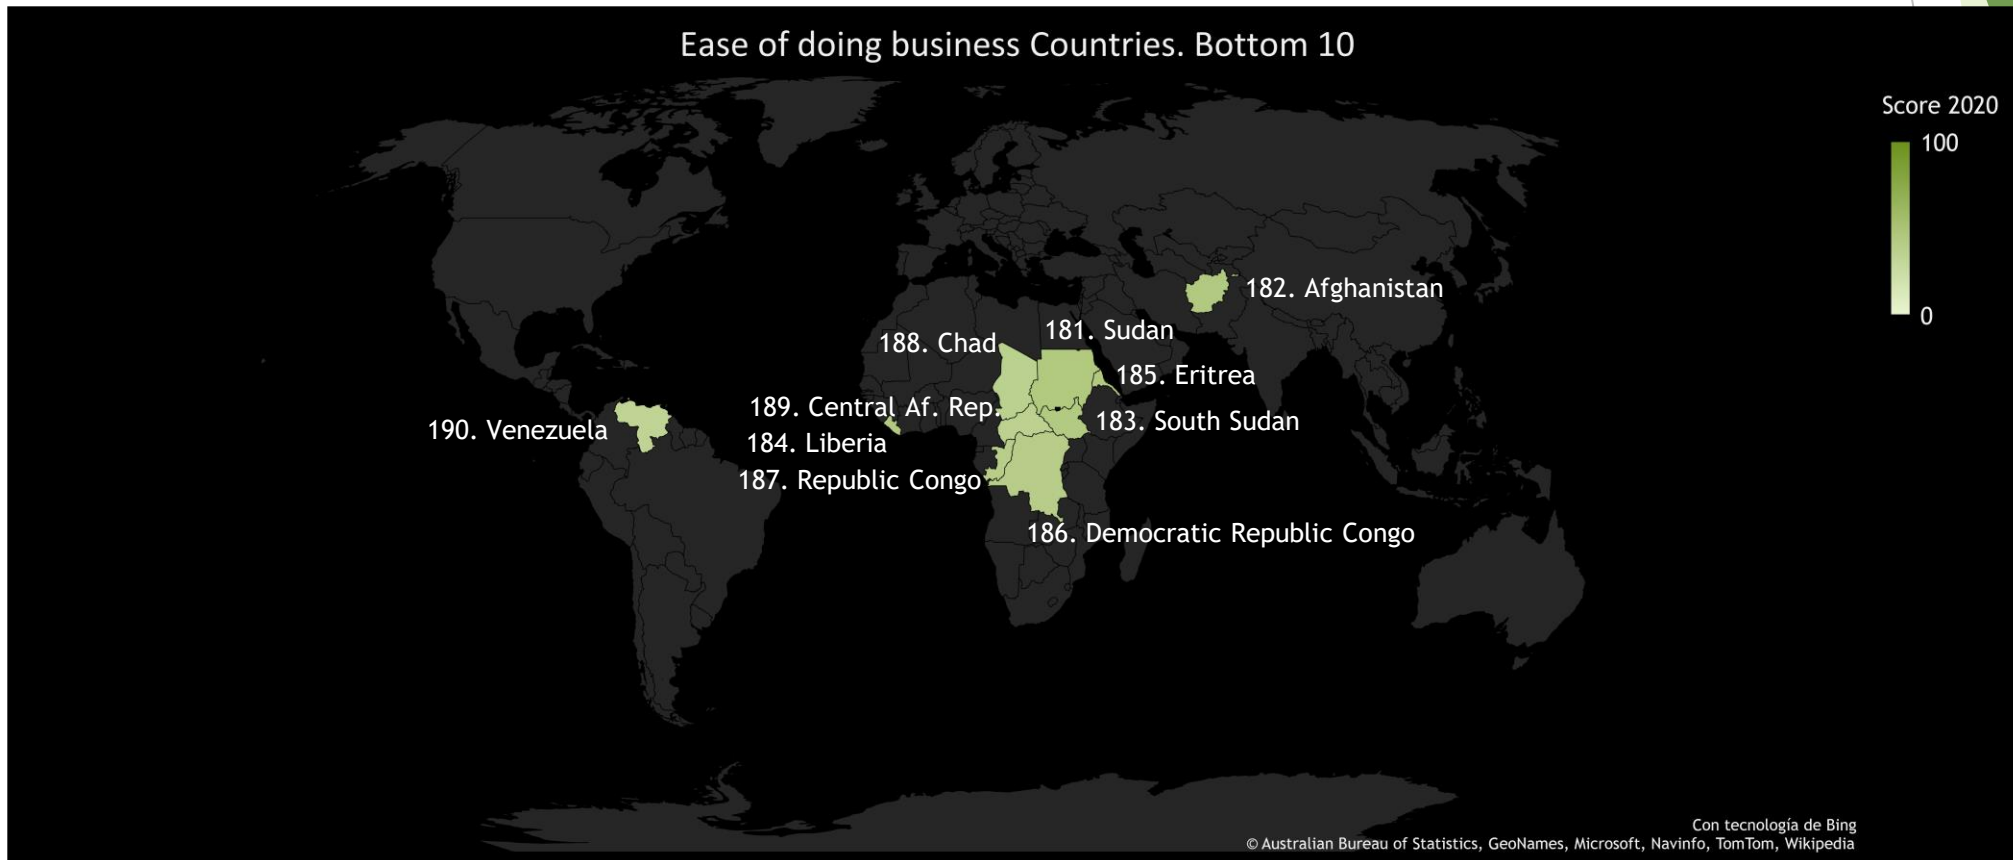 Ease of doing business Countries. Bottom 10
Score 2020
100
0
182. Afghanistan
181. Sudan
188. Chad
185. Eritrea
189. Central Af. Rep.
183. South Sudan
190. Venezuela
184. Liberia
187. Republic Congo
186. Democratic Republic Congo
Con tecnología de Bing
© Australian Bureau of Statistics, GeoNames, Microsoft, Navinfo, TomTom, Wikipedia